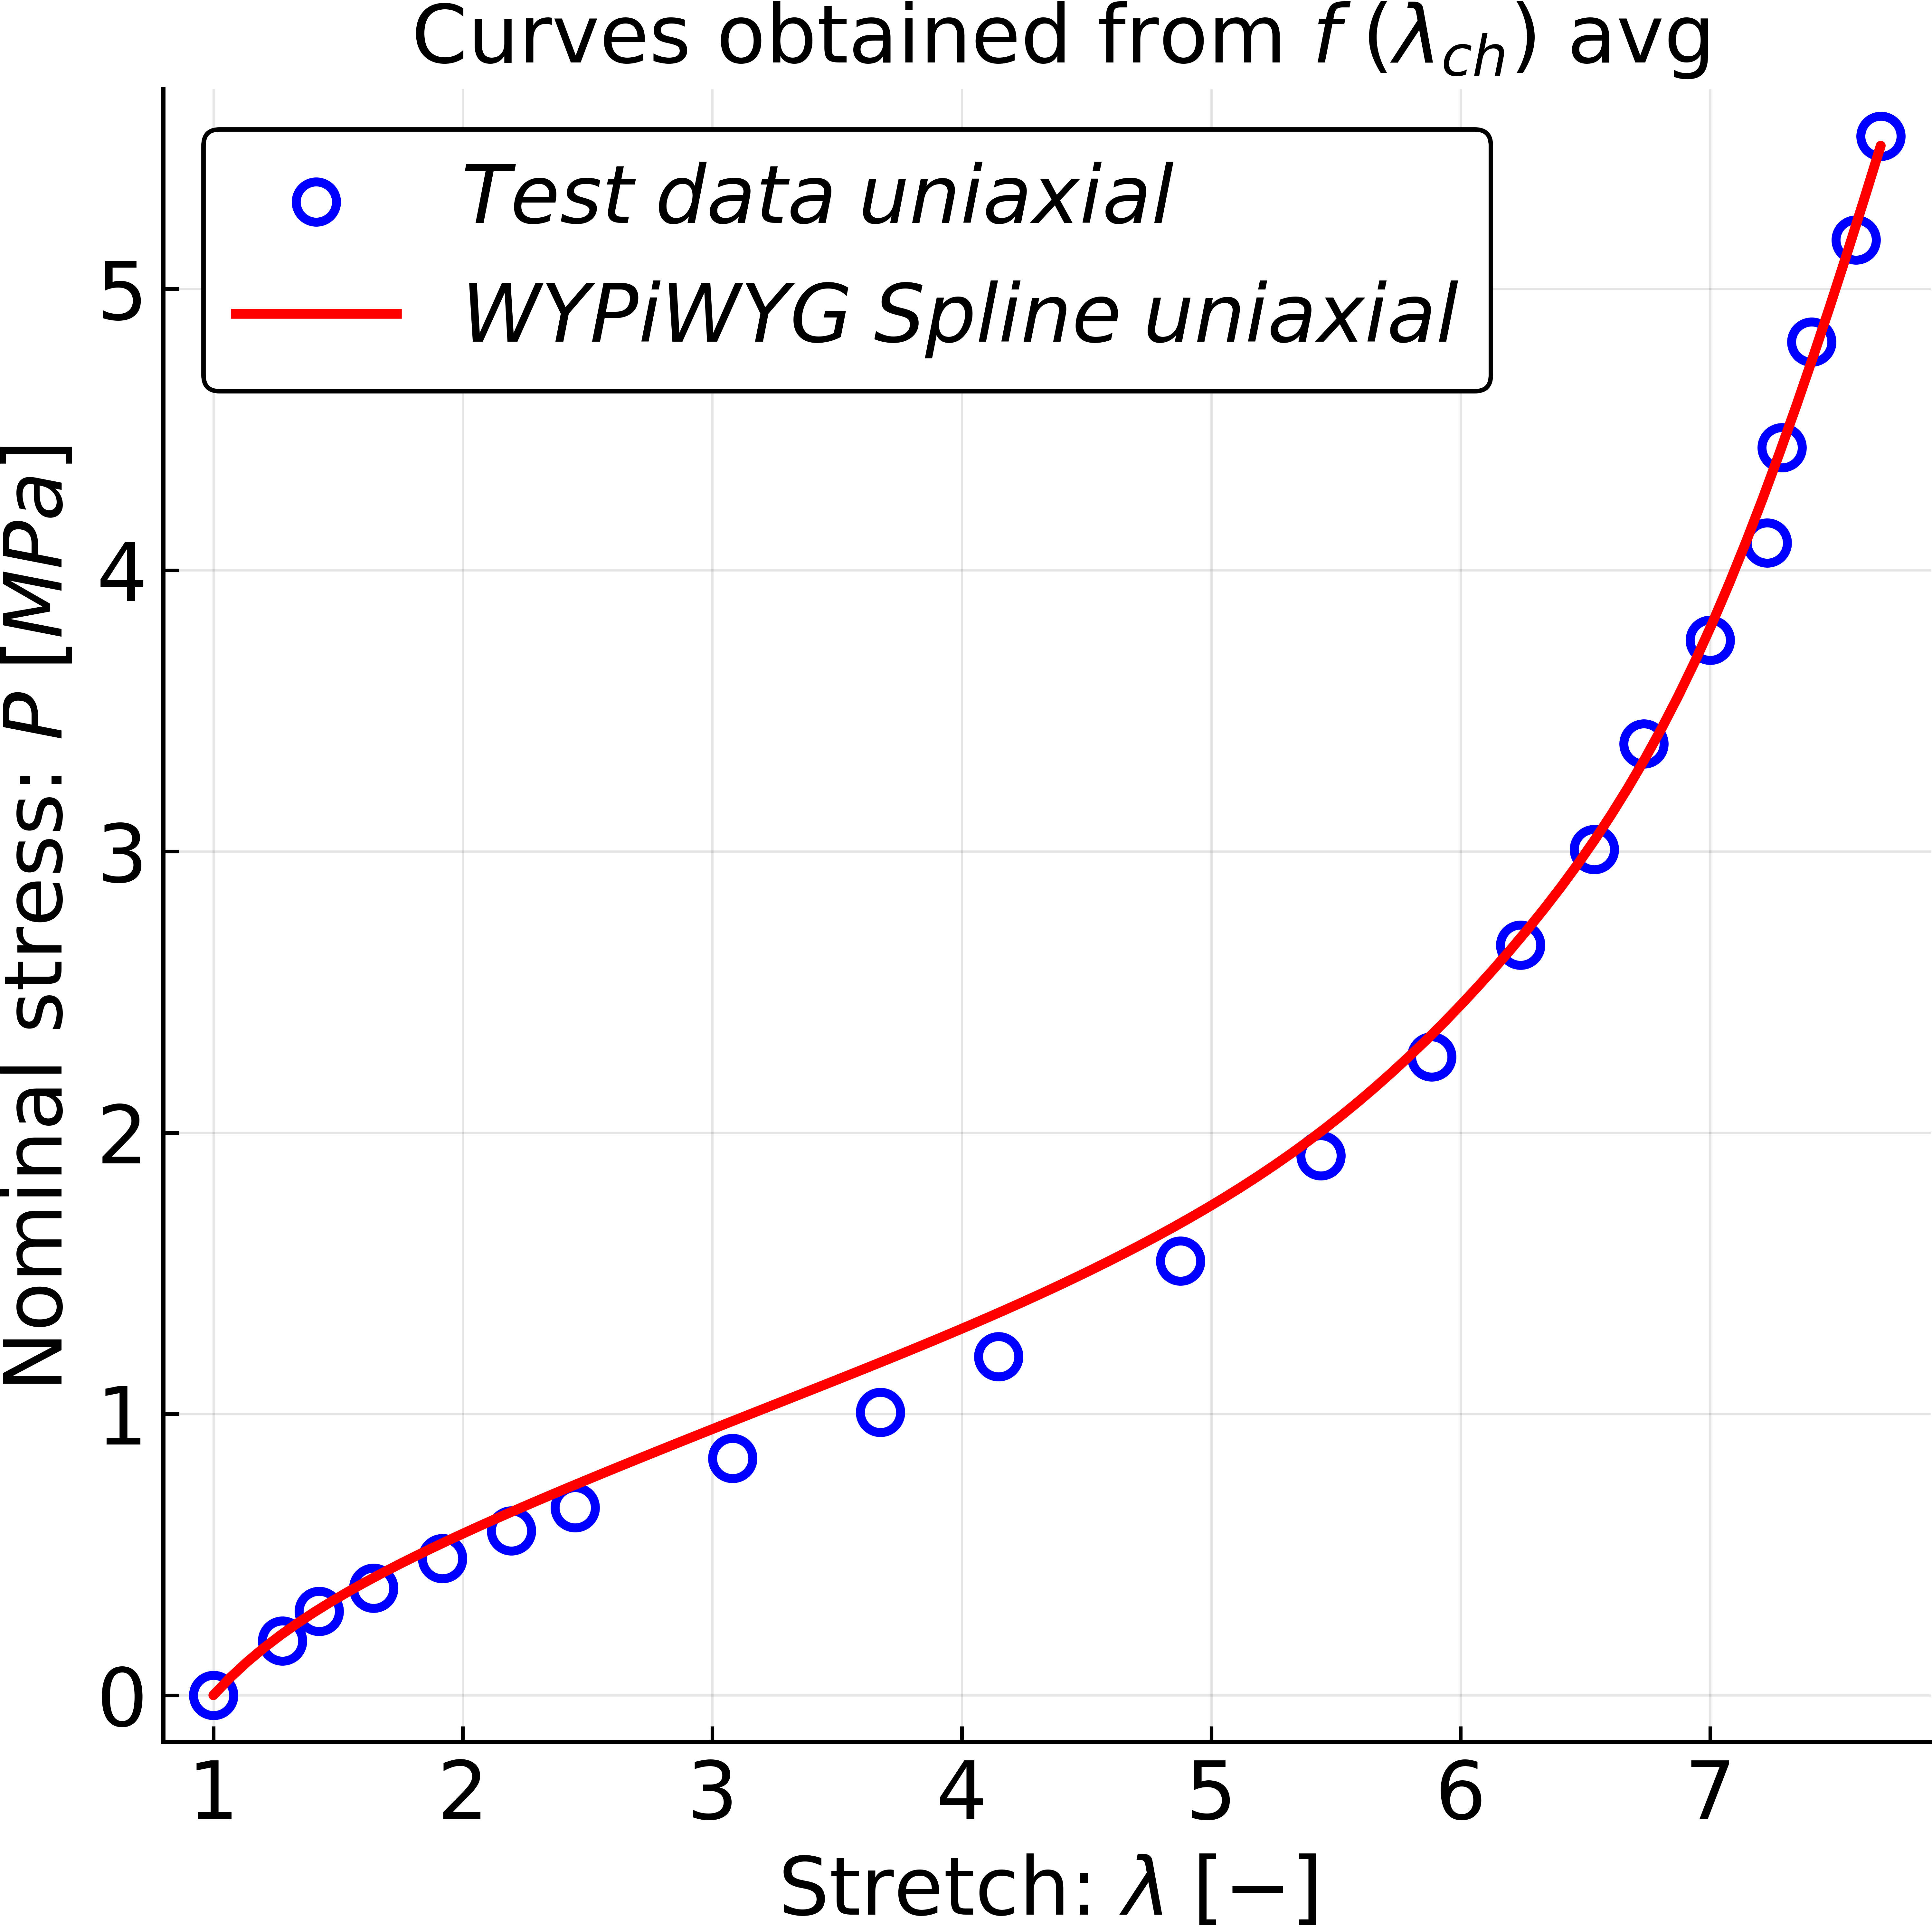 Curves obtained from f(λch) avg
Test data uniaxial
WYPiWYG Spline uniaxial
Nominal stress: P [MPa]
5
4
3
2
1
0
1 2 3 4 5 6 7
Stretch: λ [−]